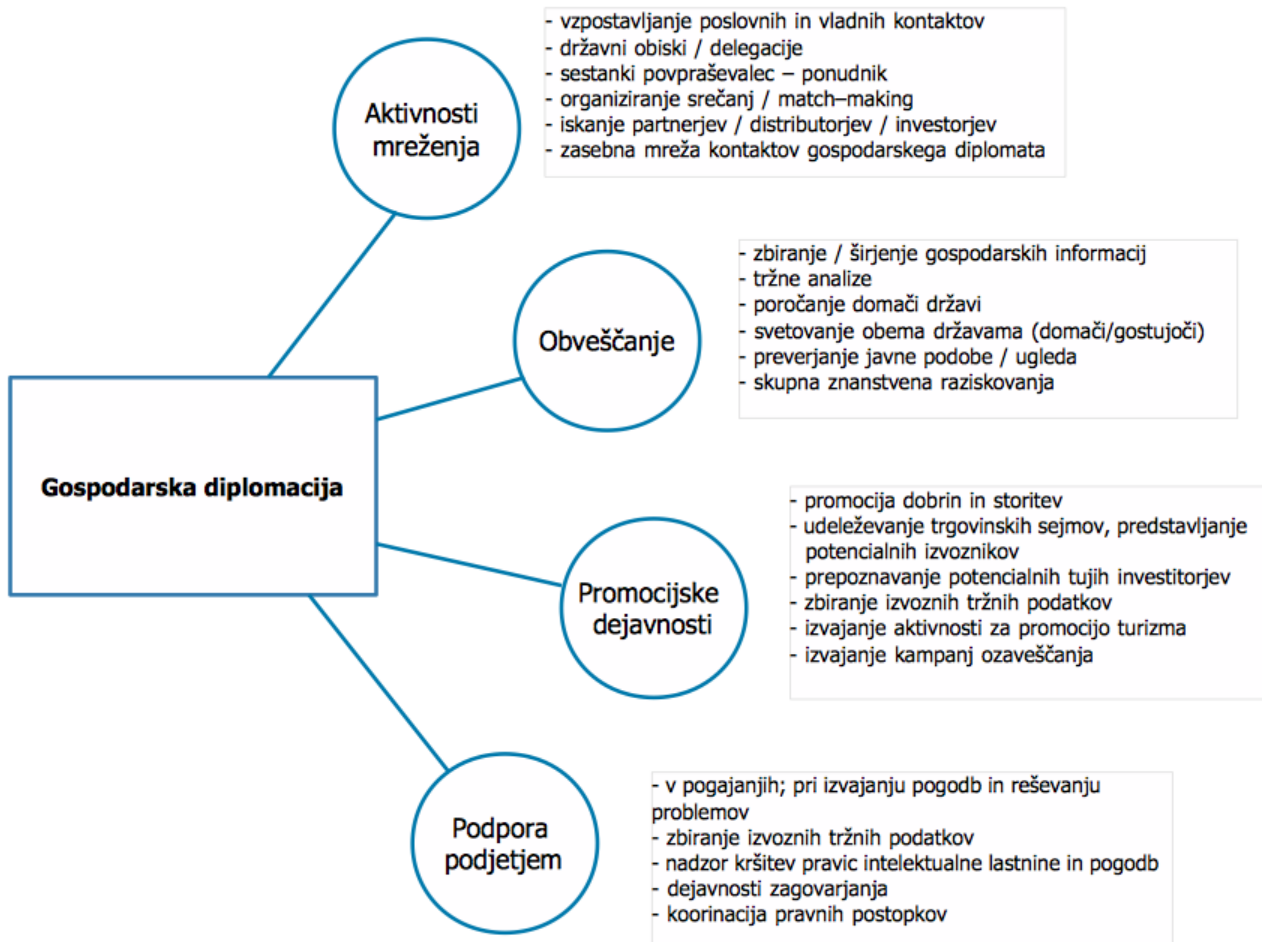 Aktivnosti
mreženja
- vzpostavljanje poslovnih in vladnih kontaktov
- državni obiski / delegacije
- sestanki povpraševalec – ponudnik
- organiziranje srečanj / match–making
- iskanje partnerjev / distributorjev / investorjev
- zasebna mreža kontaktov gospodarskega diplomata
Obveščanje
- zbiranje / širjenje gospodarskih informacij
- tržne analize
- poročanje domači državi
- svetovanje obema državama (domači/gostujoči)
- preverjanje javne podobe / ugleda
- skupna znanstvena raziskovanja
Gospodarska diplomacija
Promocijske
dejavnosti
- promocija dobrin in storitev
- udeleževanje trgovinskih sejmov, predstavljanje
potencialnih izvoznikov
- prepoznavanje potencialnih tujih investitorjev
- zbiranje izvoznih tržnih podatkov
- izvajanje aktivnosti za promocijo turizma
- izvajanje kampanj ozaveščanja
Podpora
podjetjem
- v pogajanjih; pri izvajanju pogodb in reševanju
problemov
- zbiranje izvoznih tržnih podatkov
- nadzor kršitev pravic intelektualne lastnine in pogodb
- dejavnosti zagovarjanja
- koorinacija pravnih postopkov